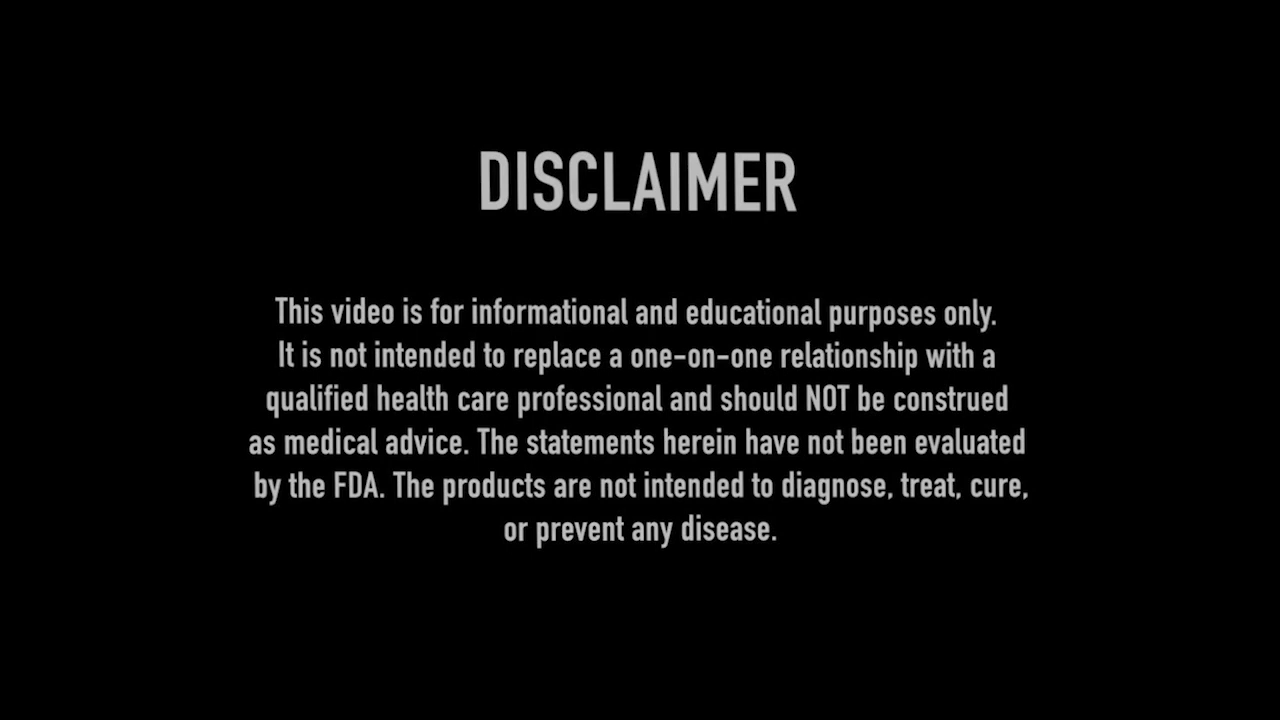 DISCLAIMER
This video is for informational and educational purposes only.
It is not intended to replace a one-on-one relationship with a
qualified health care professional and should NOT be construed
as medical advice. The statements herein have not been evaluated
by the FDA. The products are not intended to diagnose, treat, cure,
or prevent any disease.